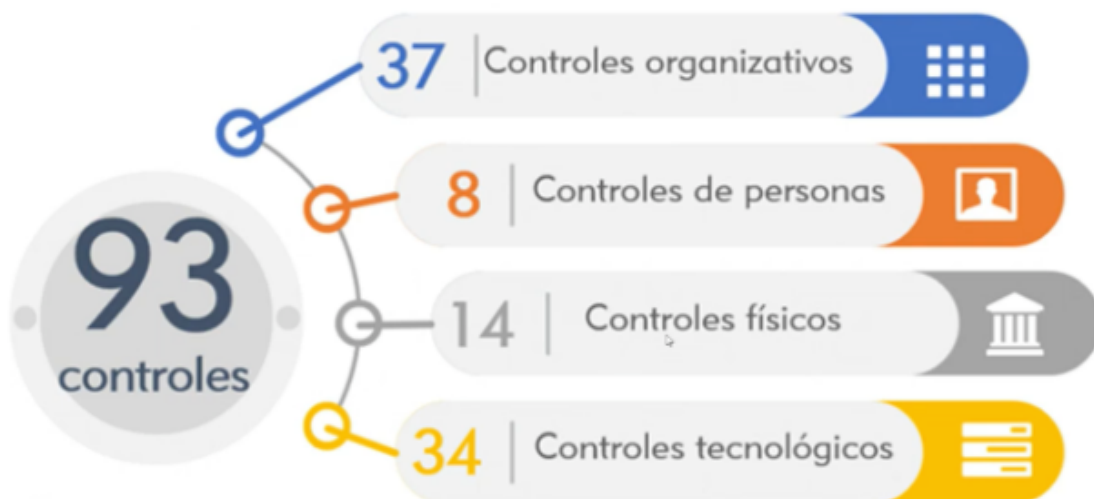 93
controles
37 Controles organizativos
8 Controles de personas
14 Controles físicos
34 Controles tecnológicos